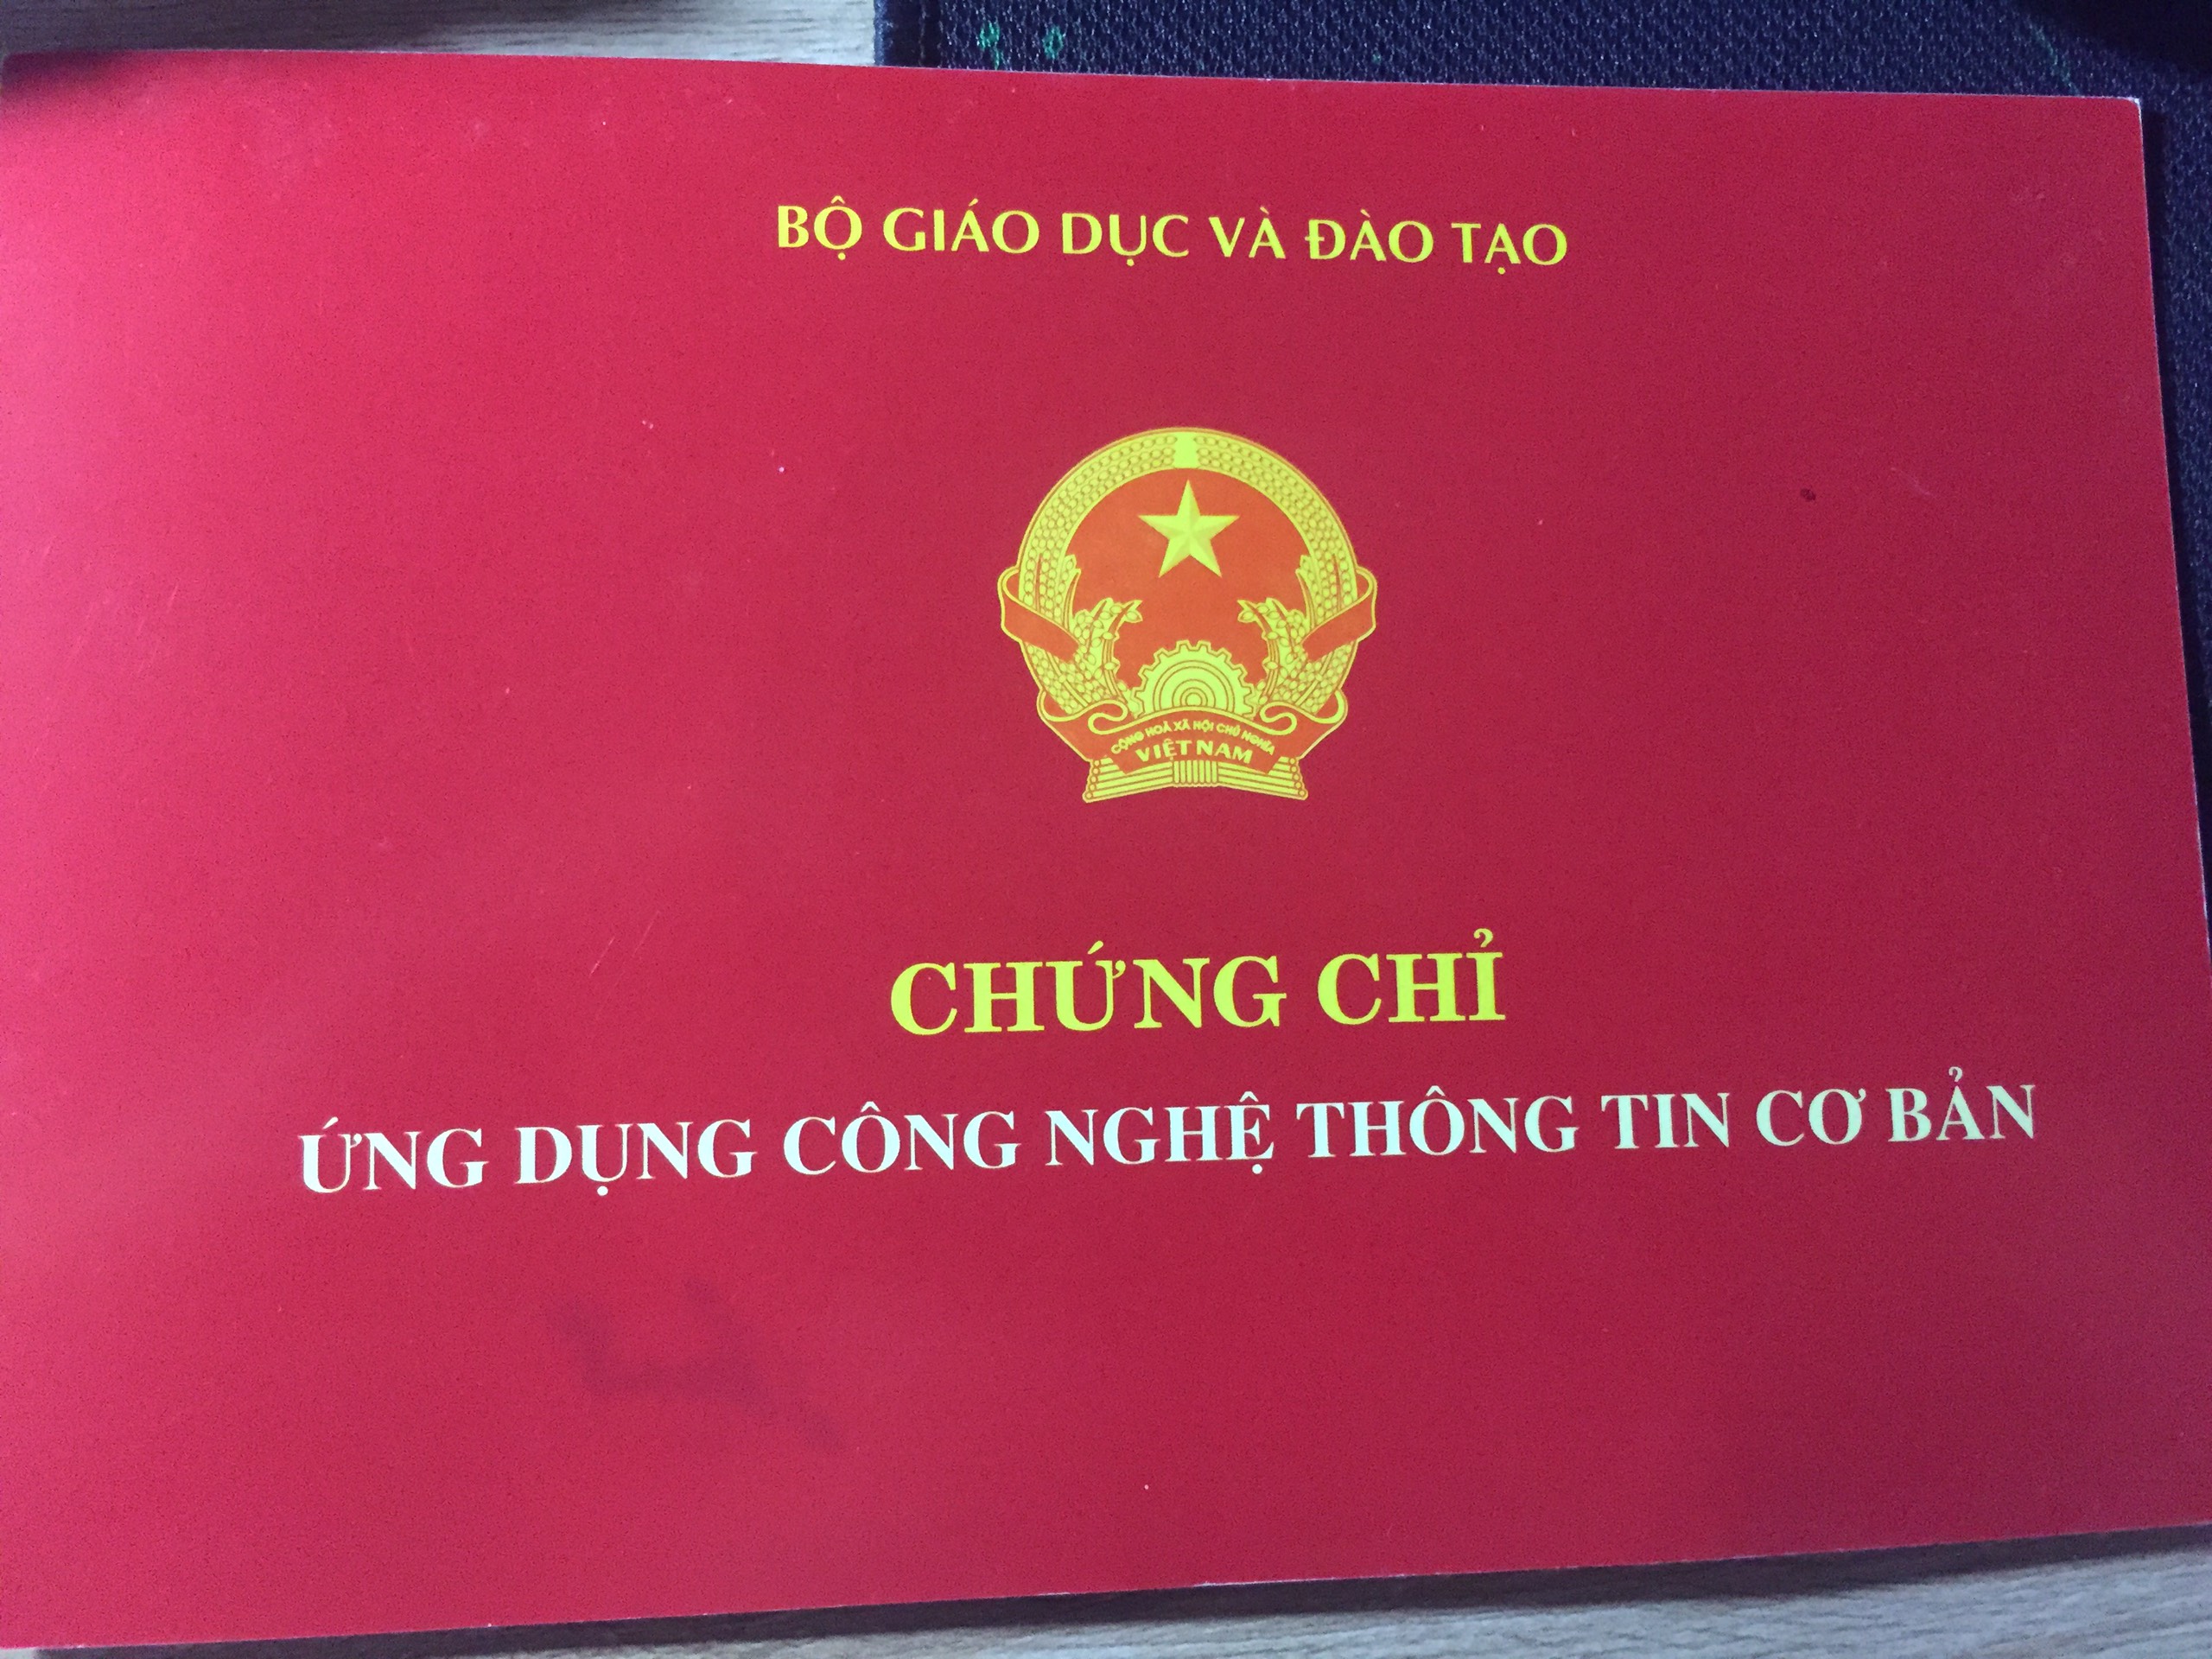 BỘ GIÁO DỤC VÀ ĐÀO TẠO
CỘNG HOÀ XÃ HỘI CHỦ NGHĨA
VIỆT NAM
CHỨNG CHỈ
ỨNG DỤNG CÔNG NGHỆ THÔNG TIN CƠ BẢN